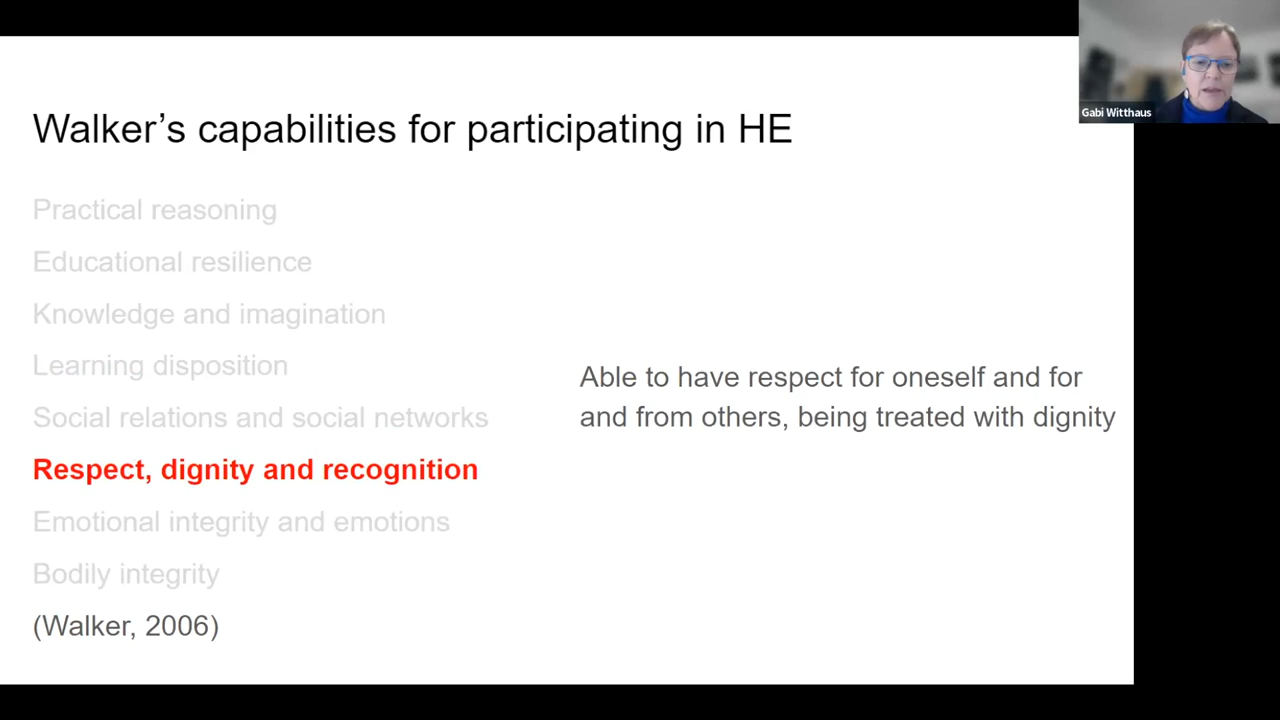 Gabi Witthaus
Walker’s capabilities for participating in HE
Practical reasoning
Educational resilience
Knowledge and imagination
Learning disposition
Social relations and social networks
Respect, dignity and recognition
Emotional integrity and emotions
Bodily integrity
(Walker, 2006)
Able to have respect for oneself and for
and from others, being treated with dignity